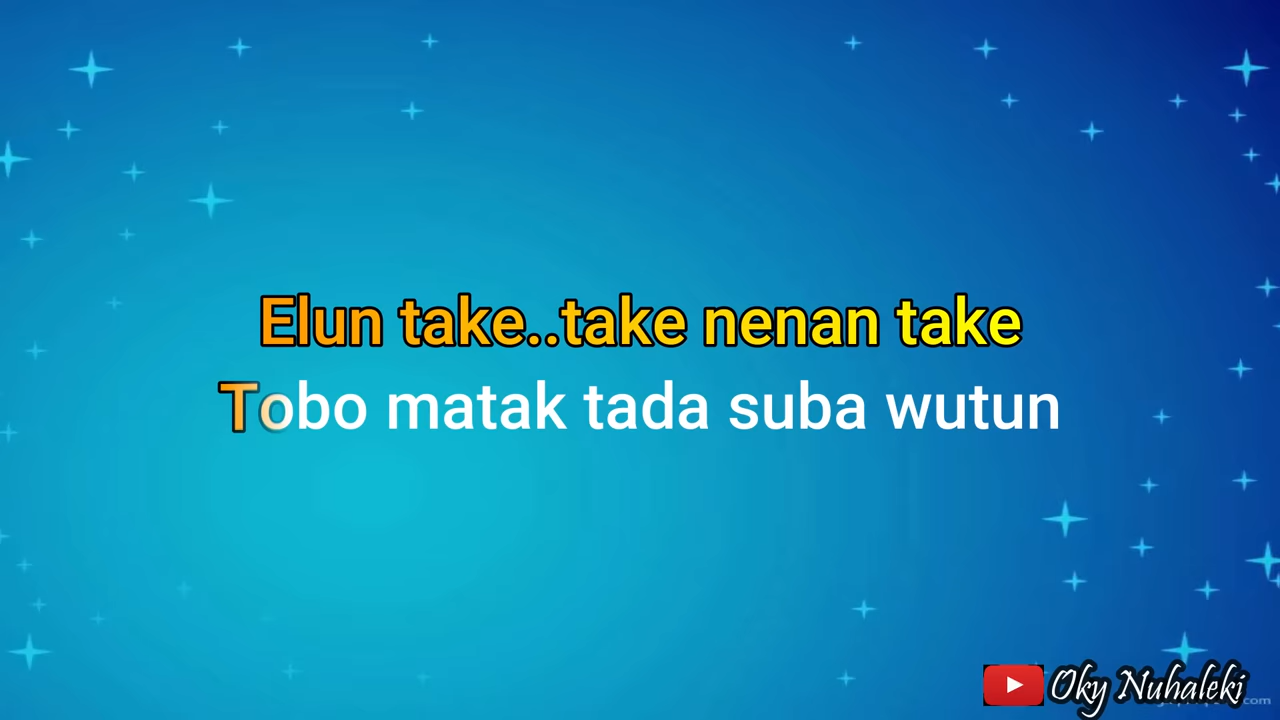 Elun take..take nenan take
Tobo matak tada suba wutun
Oky Nuhaleki